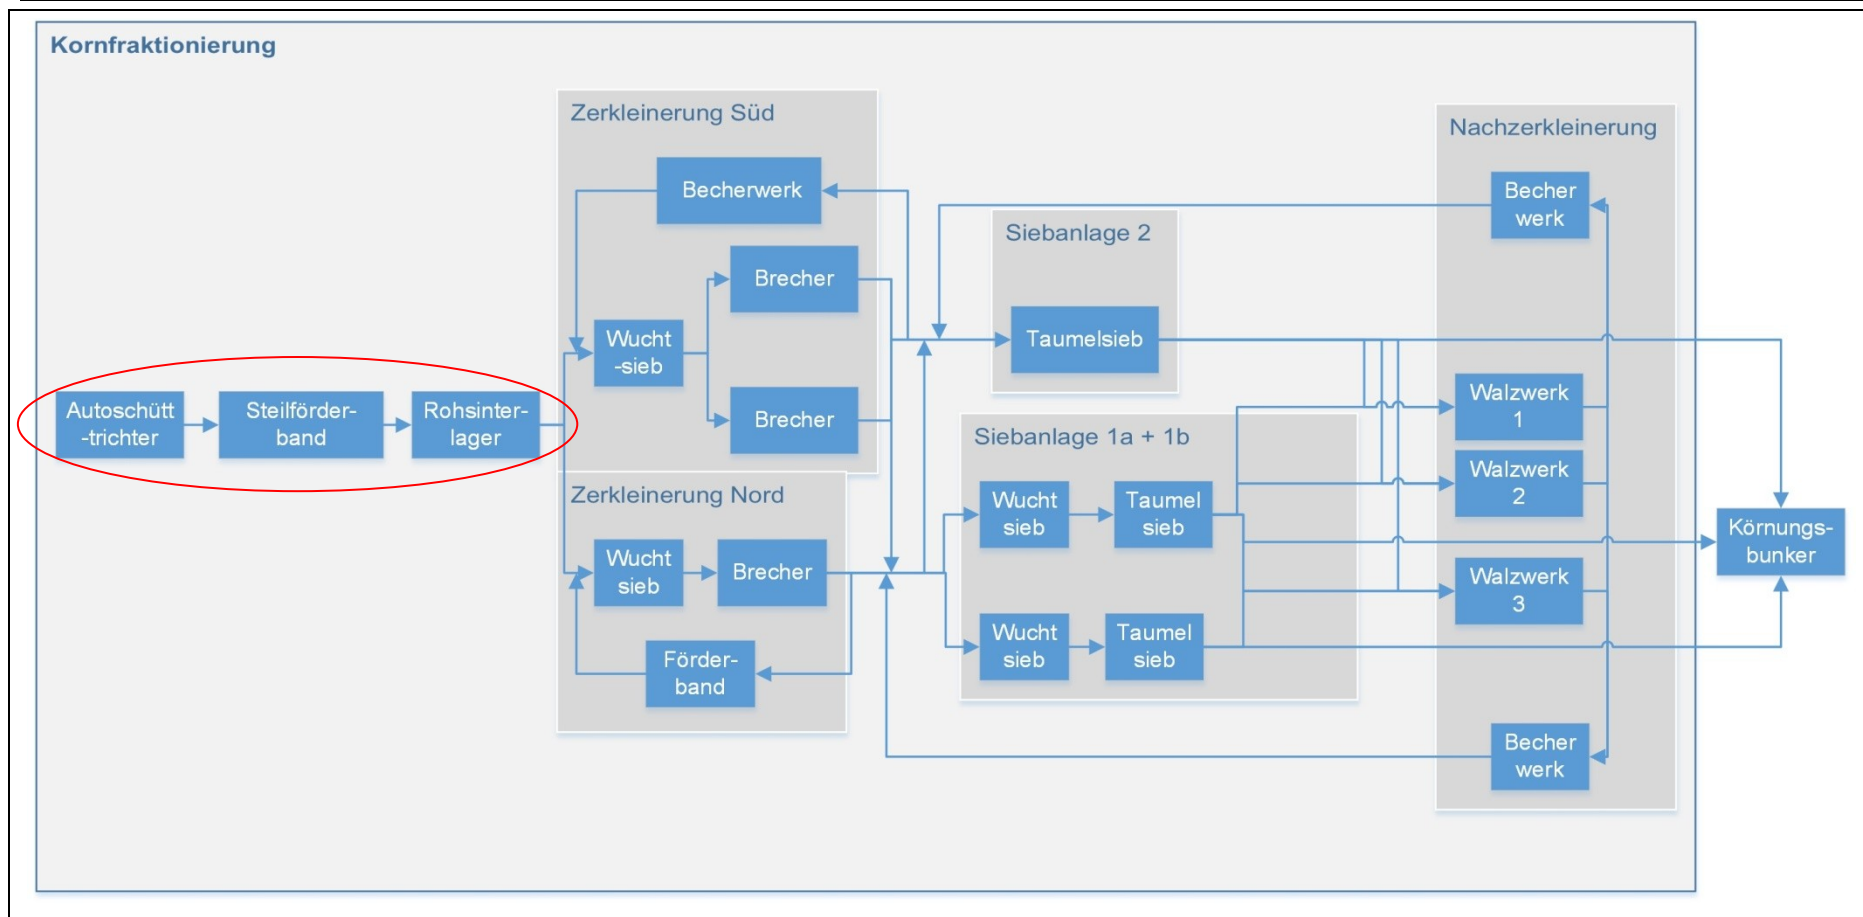 Kornfraktionierung
Zerkleinerung Süd
Becherwerk
Brecher
Wucht
-sieb
Brecher
Autoschütt
-trichter
Steilförder-
band
Rohsinter-
lager
Zerkleinerung Nord
Wucht
sieb
Brecher
Förder-
band
Siebanlage 2
Taumelsieb
Siebanlage 1a + 1b
Wucht
sieb
Taumel
sieb
Wucht
sieb
Taumel
sieb
Nachzerkleinerung
Becher
werk
Walzwerk
1
Walzwerk
2
Walzwerk
3
Becher
werk
Körnungs-
bunker